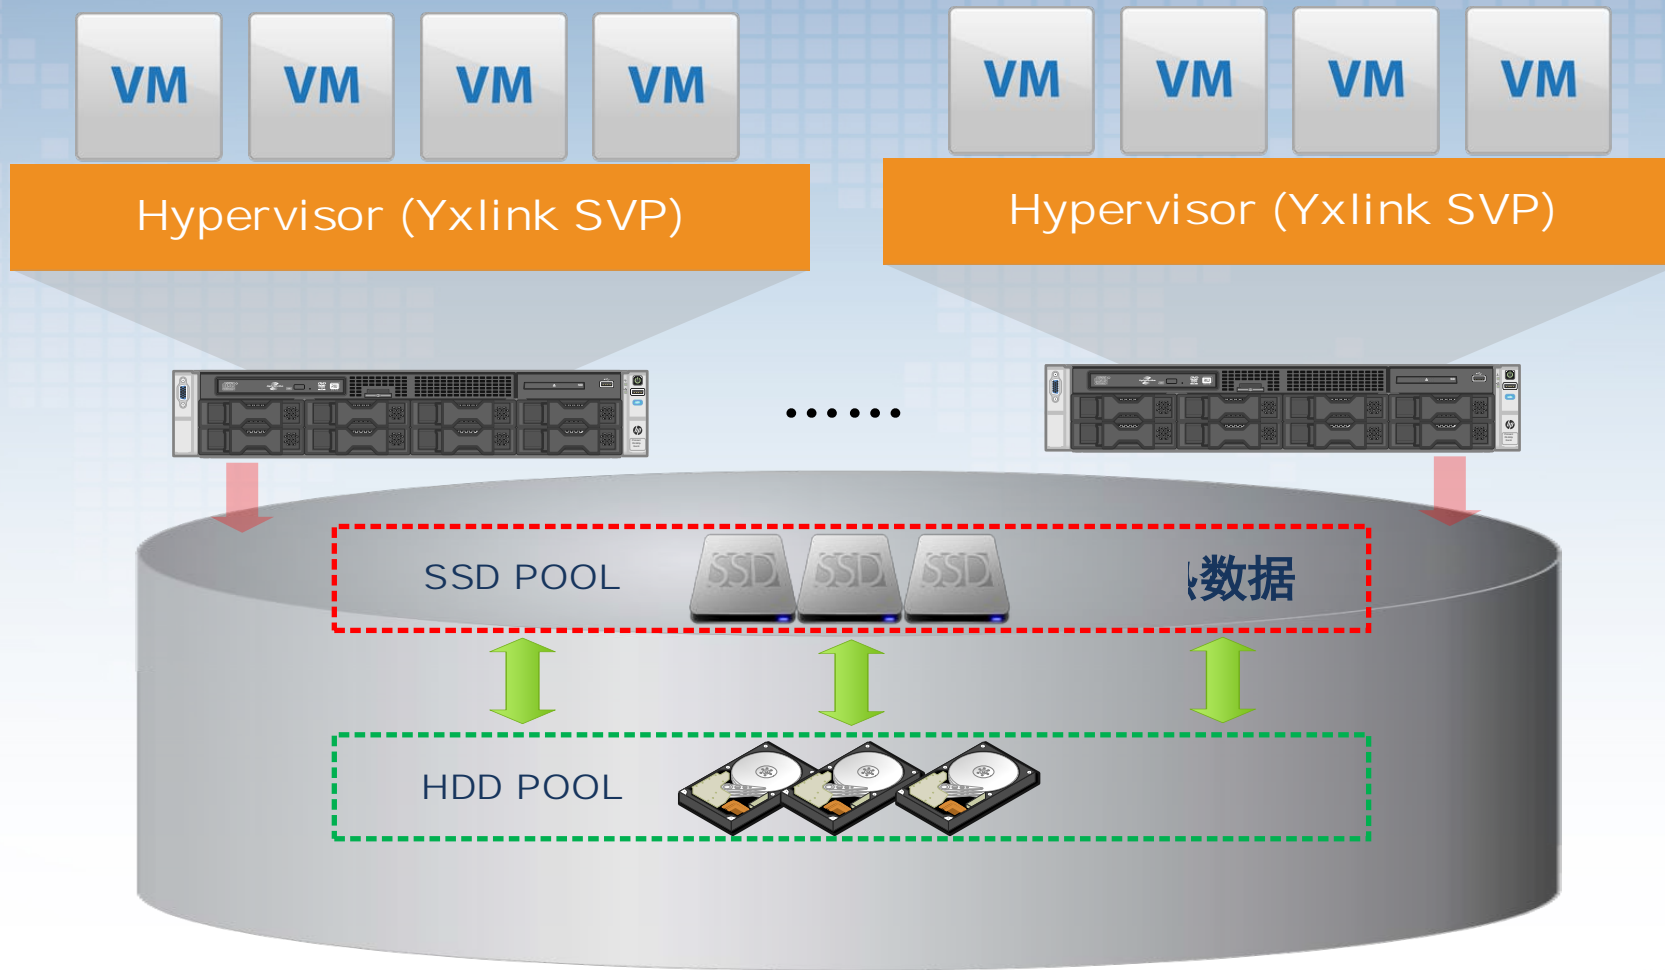 VM VM VM VM
VM VM VM VM
Hypervisor (Yxlink SVP)
Hypervisor (Yxlink SVP)
......
SSD POOL
SSD SSD SSD
数据
HDD POOL